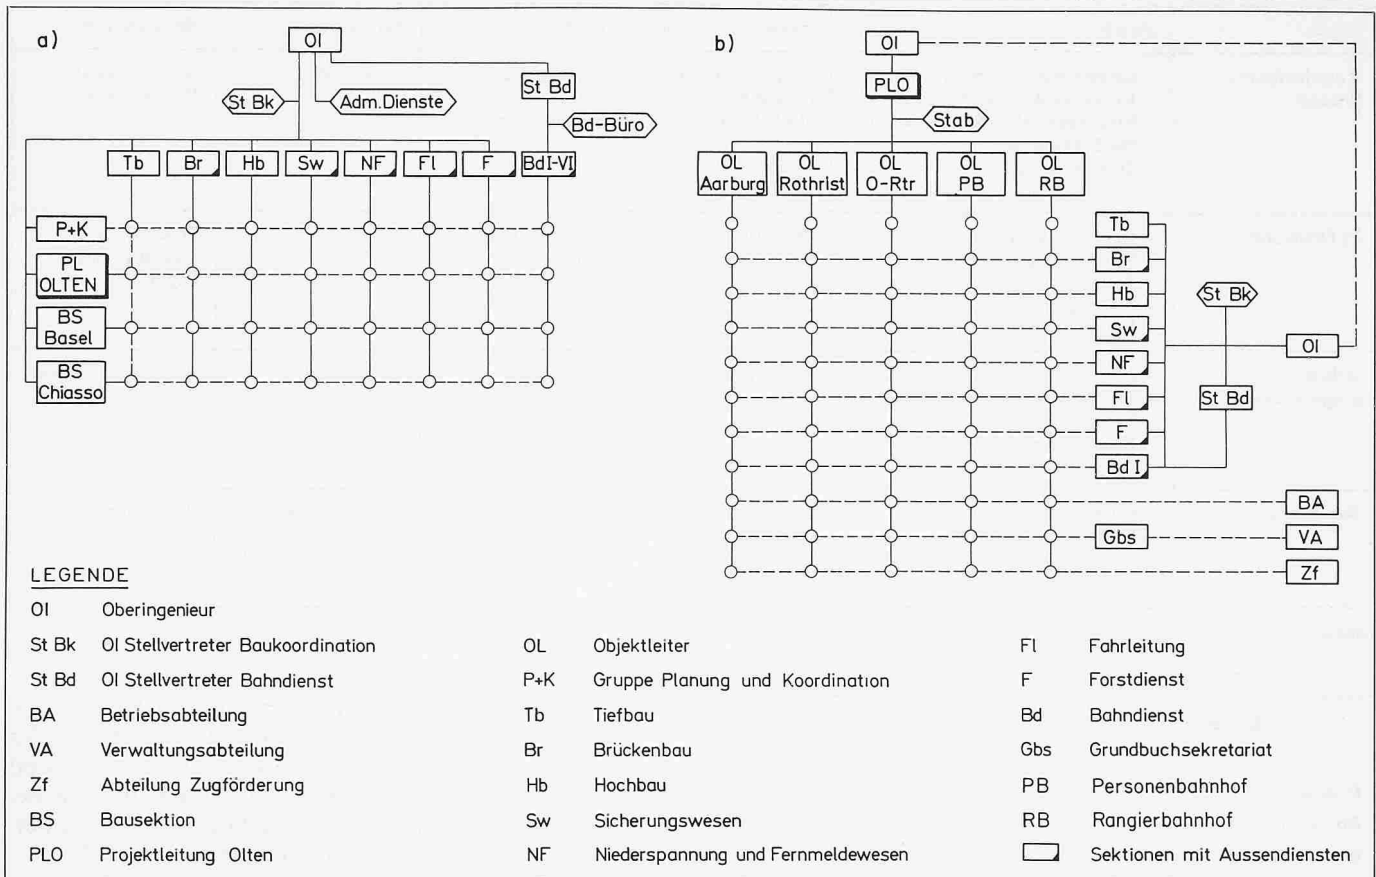 a)
OI
St Bk
Adm.Dienste
St Bd
Bd-Büro
Tb Br Hb Sw NF Fl F Bd I-VI
P+K
PL
OLTEN
BS
Basel
BS
Chiasso
b)
OI
PLO
Stab
OL
Aarburg
OL
Rothrist
OL
O-Rtr
OL
PB
OL
RB
Tb
Br
Hb
St Bk
Sw
OI
NF
Fl
St Bd
F
Bd I
BA
Gbs
VA
Zf
LEGENDE
OI Oberingenieur
St Bk OI Stellvertreter Baukoordination
St Bd OI Stellvertreter Bahndienst
BA Betriebsabteilung
VA Verwaltungsabteilung
Zf Abteilung Zugförderung
BS Bausektion
PLO Projektleitung Olten
OL Objektleiter
P+K Gruppe Planung und Koordination
Tb Tiefbau
Br Brückenbau
Hb Hochbau
Sw Sicherungswesen
NF Niederspannung und Fernmeldewesen
Fl Fahrleitung
F Forstdienst
Bd Bahndienst
Gbs Grundbuchsekretariat
PB Personenbahnhof
RB Rangierbahnhof
Sektionen mit Aussendiensten